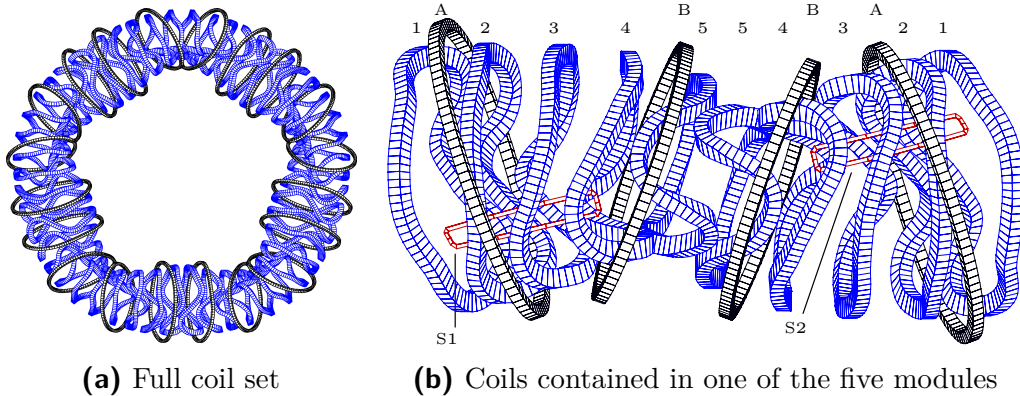 A B B A
1 2 3 4 5 5 4 3 2 1
S1 S2
(a) Full coil set
(b) Coils contained in one of the five modules